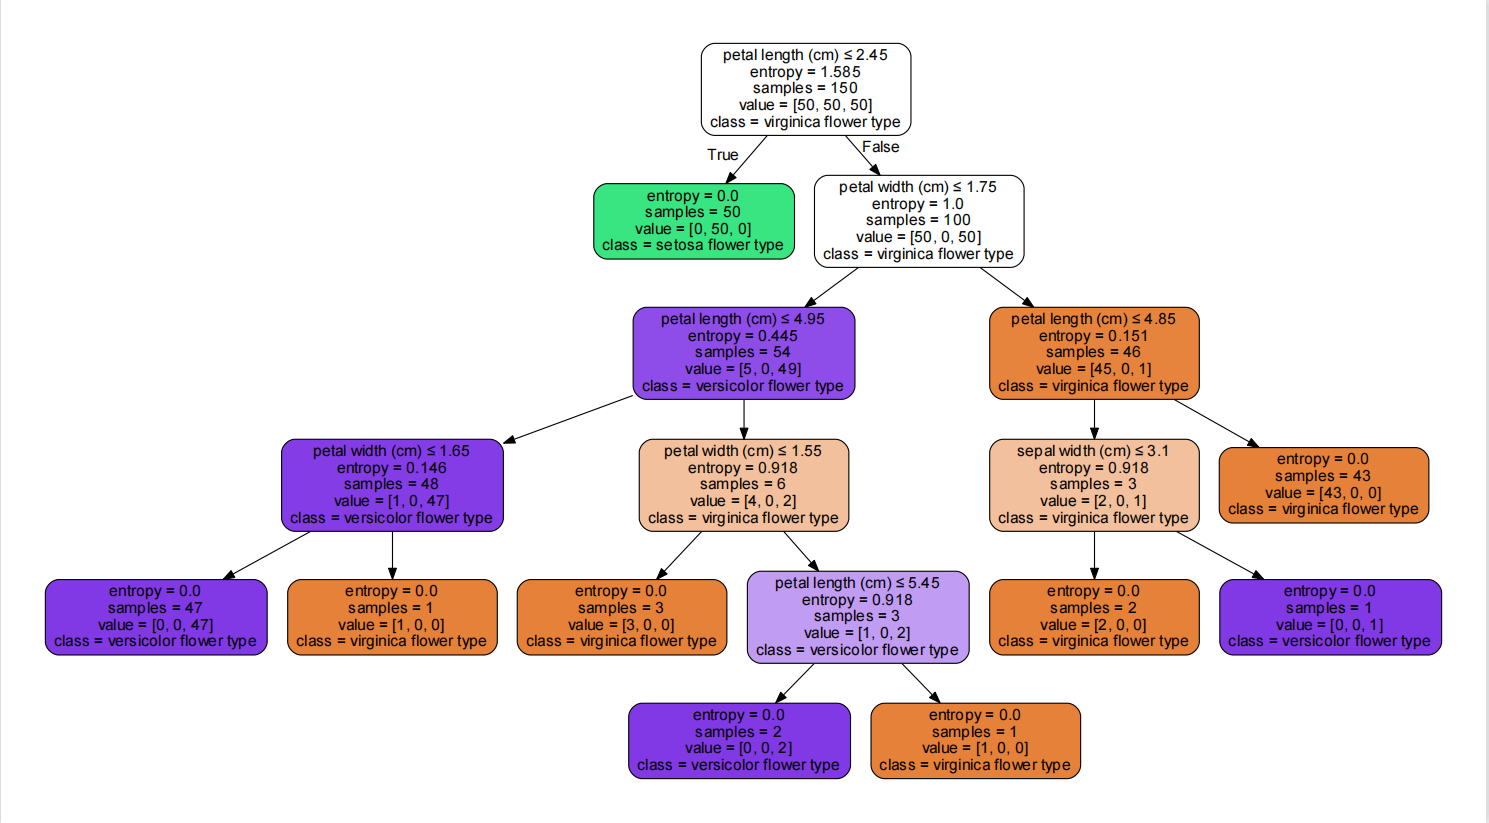 petal length (cm) ≤ 2.45
entropy = 1.585
samples = 150
value = [50, 50, 50]
class = virginica flower type
True
False
entropy = 0.0
samples = 50
value = [0, 50, 0]
class = setosa flower type
petal width (cm) ≤ 1.75
entropy = 1.0
samples = 100
value = [50, 0, 50]
class = virginica flower type
petal length (cm) ≤ 4.95
entropy = 0.445
samples = 54
value = [5, 0, 49]
class = versicolor flower type
petal length (cm) ≤ 4.85
entropy = 0.151
samples = 46
value = [45, 0, 1]
class = virginica flower type
petal width (cm) ≤ 1.65
entropy = 0.146
samples = 48
value = [1, 0, 47]
class = versicolor flower type
petal width (cm) ≤ 1.55
entropy = 0.918
samples = 6
value = [4, 0, 2]
class = virginica flower type
sepal width (cm) ≤ 3.1
entropy = 0.918
samples = 3
value = [2, 0, 1]
class = virginica flower type
entropy = 0.0
samples = 43
value = [43, 0, 0]
class = virginica flower type
entropy = 0.0
samples = 47
value = [0, 0, 47]
class = versicolor flower type
entropy = 0.0
samples = 1
value = [1, 0, 0]
class = virginica flower type
entropy = 0.0
samples = 3
value = [3, 0, 0]
class = virginica flower type
petal length (cm) ≤ 5.45
entropy = 0.918
samples = 3
value = [1, 0, 2]
class = versicolor flower type
entropy = 0.0
samples = 2
value = [2, 0, 0]
class = virginica flower type
entropy = 0.0
samples = 1
value = [0, 0, 1]
class = versicolor flower type
entropy = 0.0
samples = 2
value = [0, 0, 2]
class = versicolor flower type
entropy = 0.0
samples = 1
value = [1, 0, 0]
class = virginica flower type